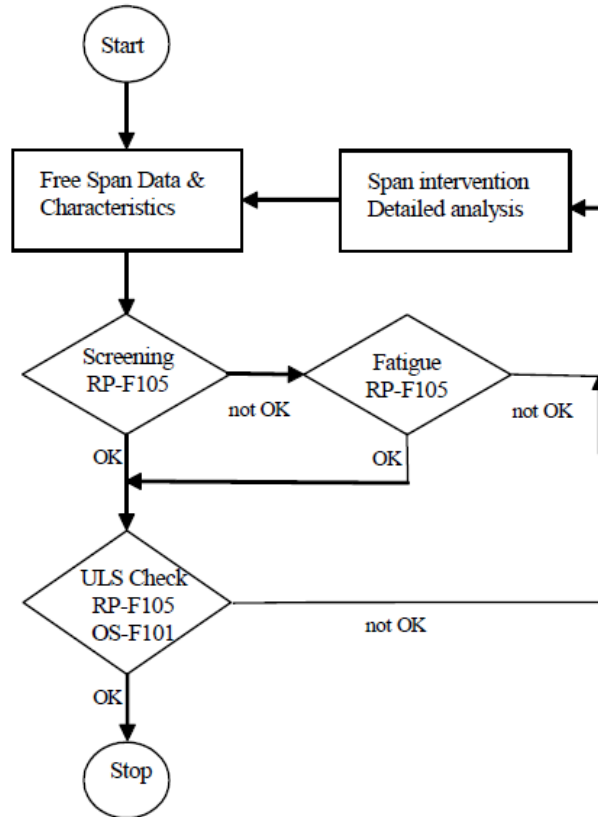 Start
Free Span Data &
Characteristics
Span intervention
Detailed analysis
Screening
RP-F105
Fatigue
RP-F105
not OK
not OK
OK
OK
ULS Check
RP-F105
OS-F101
not OK
OK
Stop